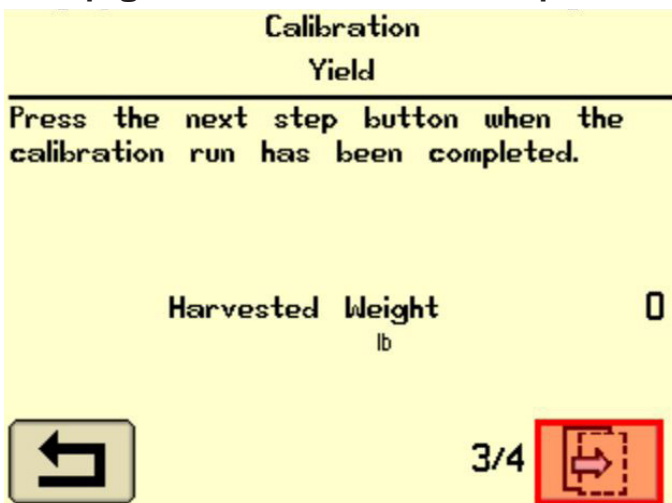 Calibration
Yield
Press the next step button when the
calibration run has been completed.
Harvested Weight 0
lb
3/4